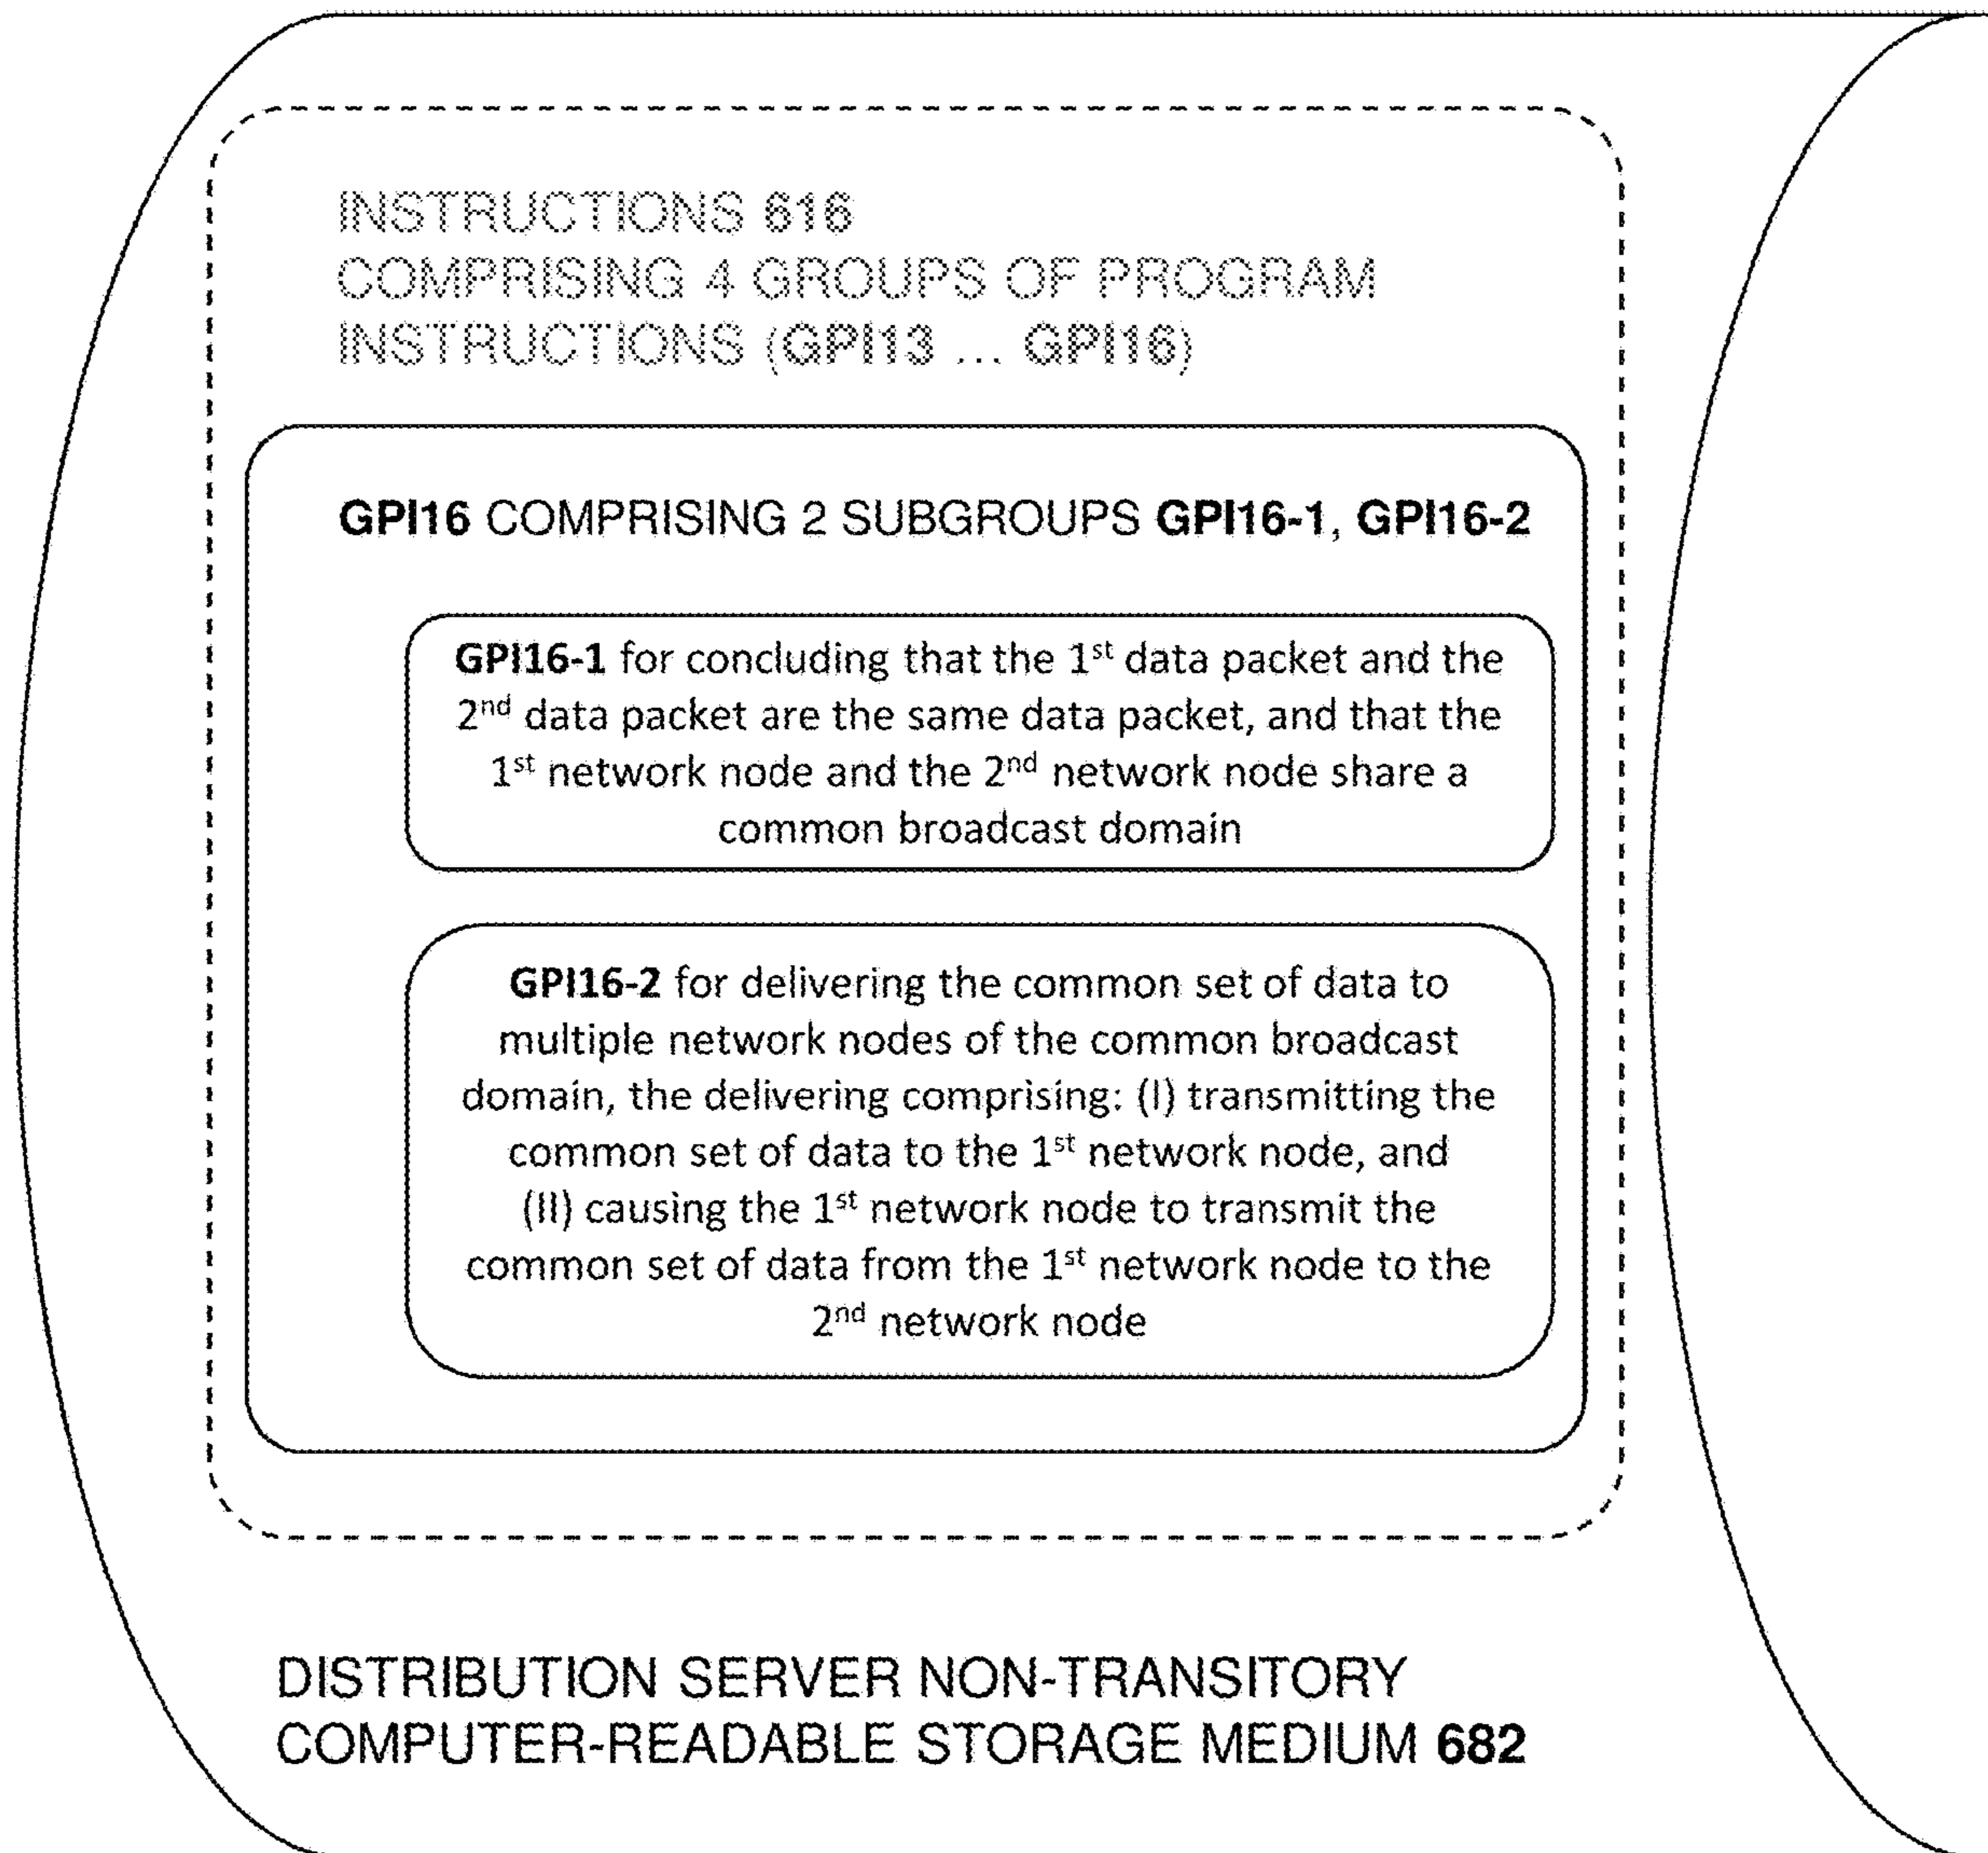 INSTRUCTIONS 616
COMPRISING 4 GROUPS OF PROGRAM
INSTRUCTIONS (GPI13 ... GPI16)
GPI16 COMPRISING 2 SUBGROUPS GPI16-1, GPI16-2
GPI16-1 for concluding that the 1st data packet and the
2nd data packet are the same data packet, and that the
1st network node and the 2nd network node share a
common broadcast domain
GPI16-2 for delivering the common set of data to
multiple network nodes of the common broadcast
domain, the delivering comprising: (I) transmitting the
common set of data to the 1st network node, and
(II) causing the 1st network node to transmit the
common set of data from the 1st network node to the
2nd network node
DISTRIBUTION SERVER NON-TRANSITORY
COMPUTER-READABLE STORAGE MEDIUM 682